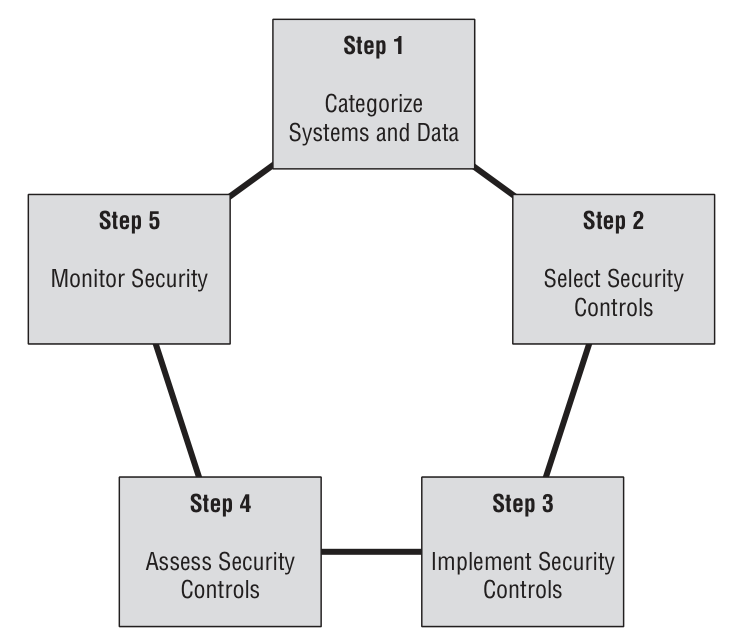 Step 1
Categorize
Systems and Data
Step 2
Select Security
Controls
Step 3
Implement Security
Controls
Step 4
Assess Security
Controls
Step 5
Monitor Security